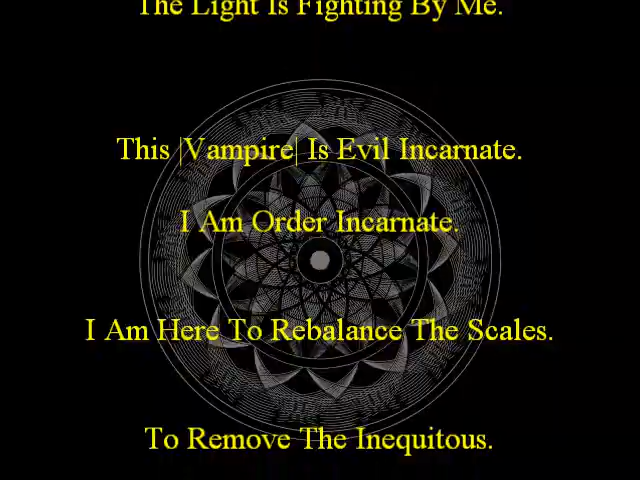 The Light Is Fighting By Me.
This |Vampire| Is Evil Incarnate.
I Am Order Incarnate.
I Am Here To Rebalance The Scales.
To Remove The Inequitous.